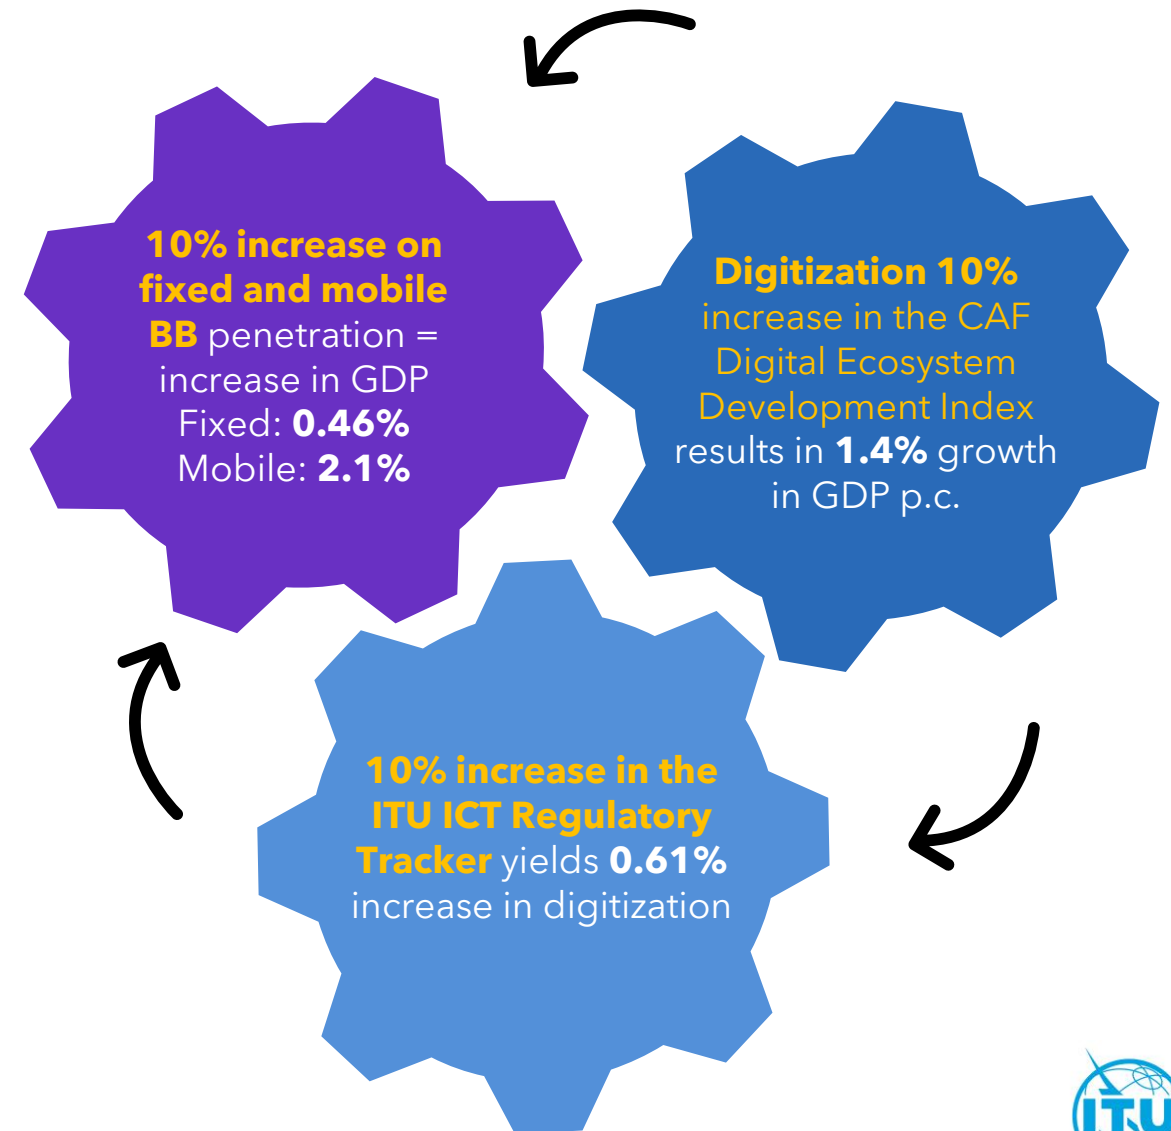 10% increase on
fixed and mobile
BB penetration =
increase in GDP
Fixed: 0.46%
Mobile: 2.1%
Digitization 10%
increase in the CAF
Digital Ecosystem
Development Index
results in 1.4% growth
in GDP p.c.
10% increase in the
ITU ICT Regulatory
Tracker yields 0.61%
increase in digitization
ITU